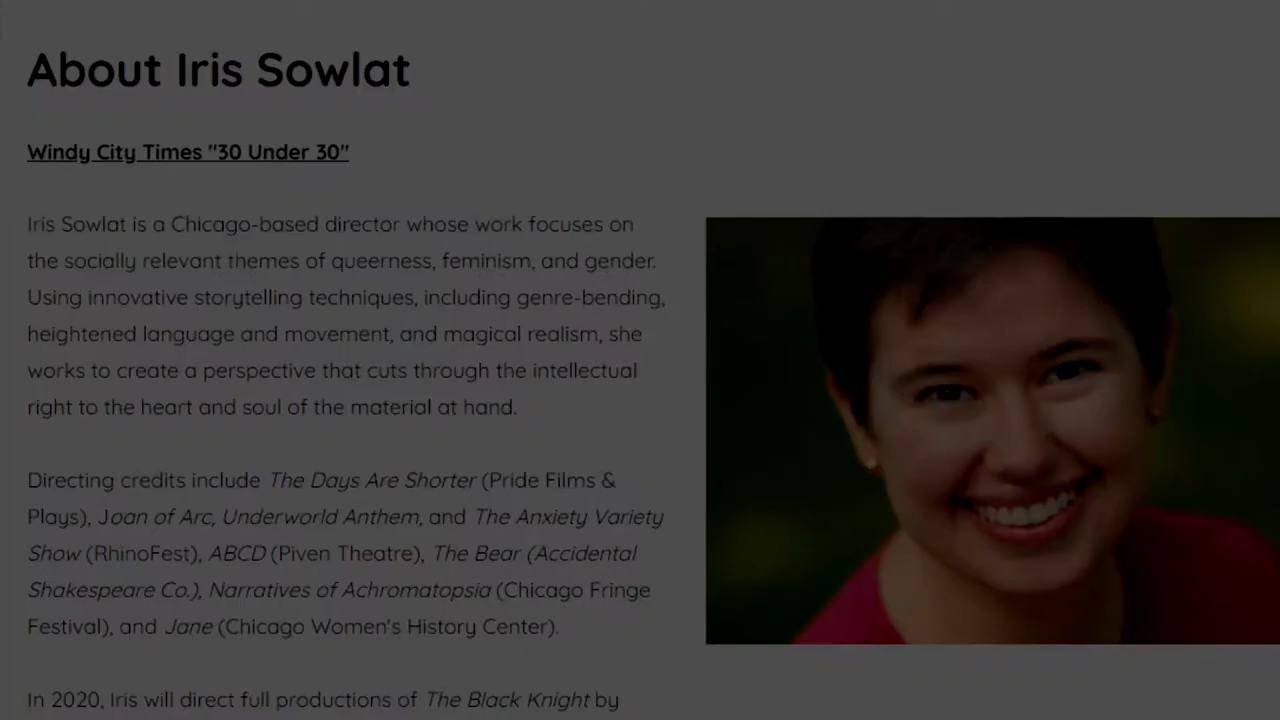 About Iris Sowlat
Windy City Times "30 Under 30"
Iris Sowlat is a Chicago-based director whose work focuses on
the socially relevant themes of queerness, feminism, and gender.
Using innovative storytelling techniques, including genre-bending,
heightened language and movement, and magical realism, she
works to create a perspective that cuts through the intellectual
right to the heart and soul of the material at hand.
Directing credits include The Days Are Shorter (Pride Films &
Plays), Joan of Arc, Underworld Anthem, and The Anxiety Variety
Show (RhinoFest), ABCD (Piven Theatre), The Bear (Accidental
Shakespeare Co.), Narratives of Achromatopsia (Chicago Fringe
Festival), and Jane (Chicago Women's History Center).
In 2020, Iris will direct full productions of The Black Knight by